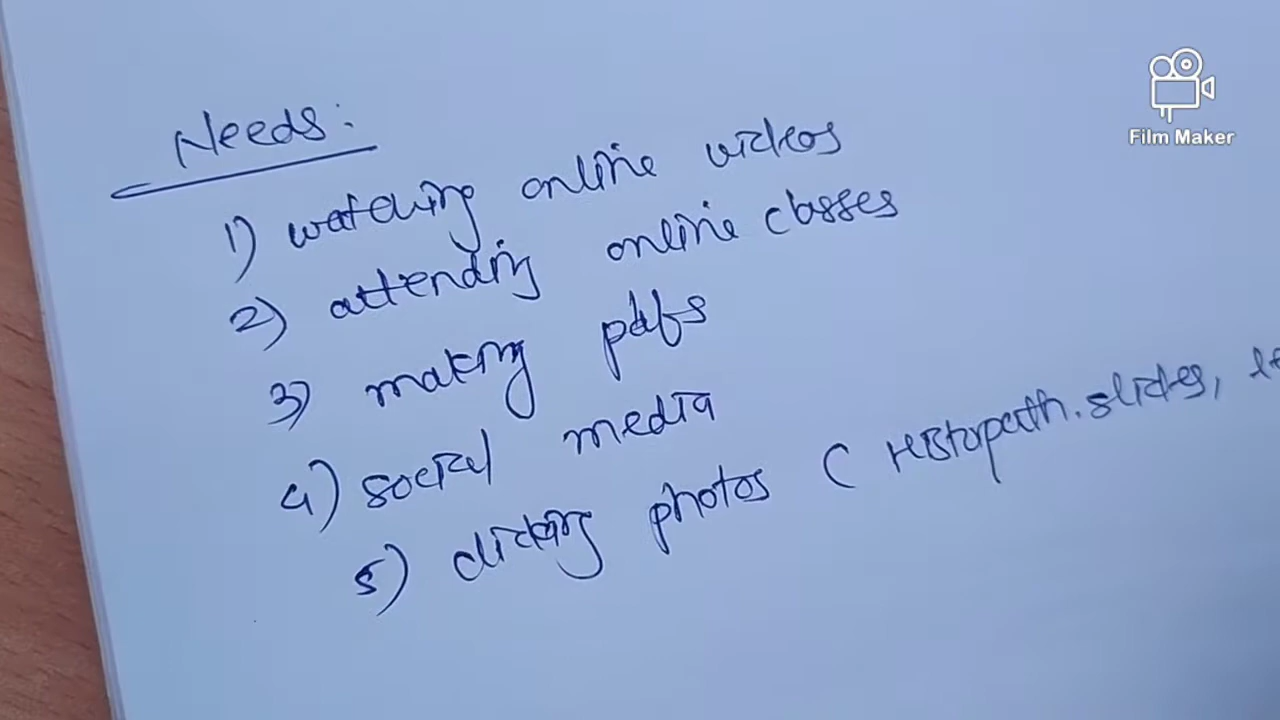 Needs:
1) watching online videos
2) attending online classes
3) making pdfs
4) social media
5) clicking photos ( Histopath. slides,
Film Maker